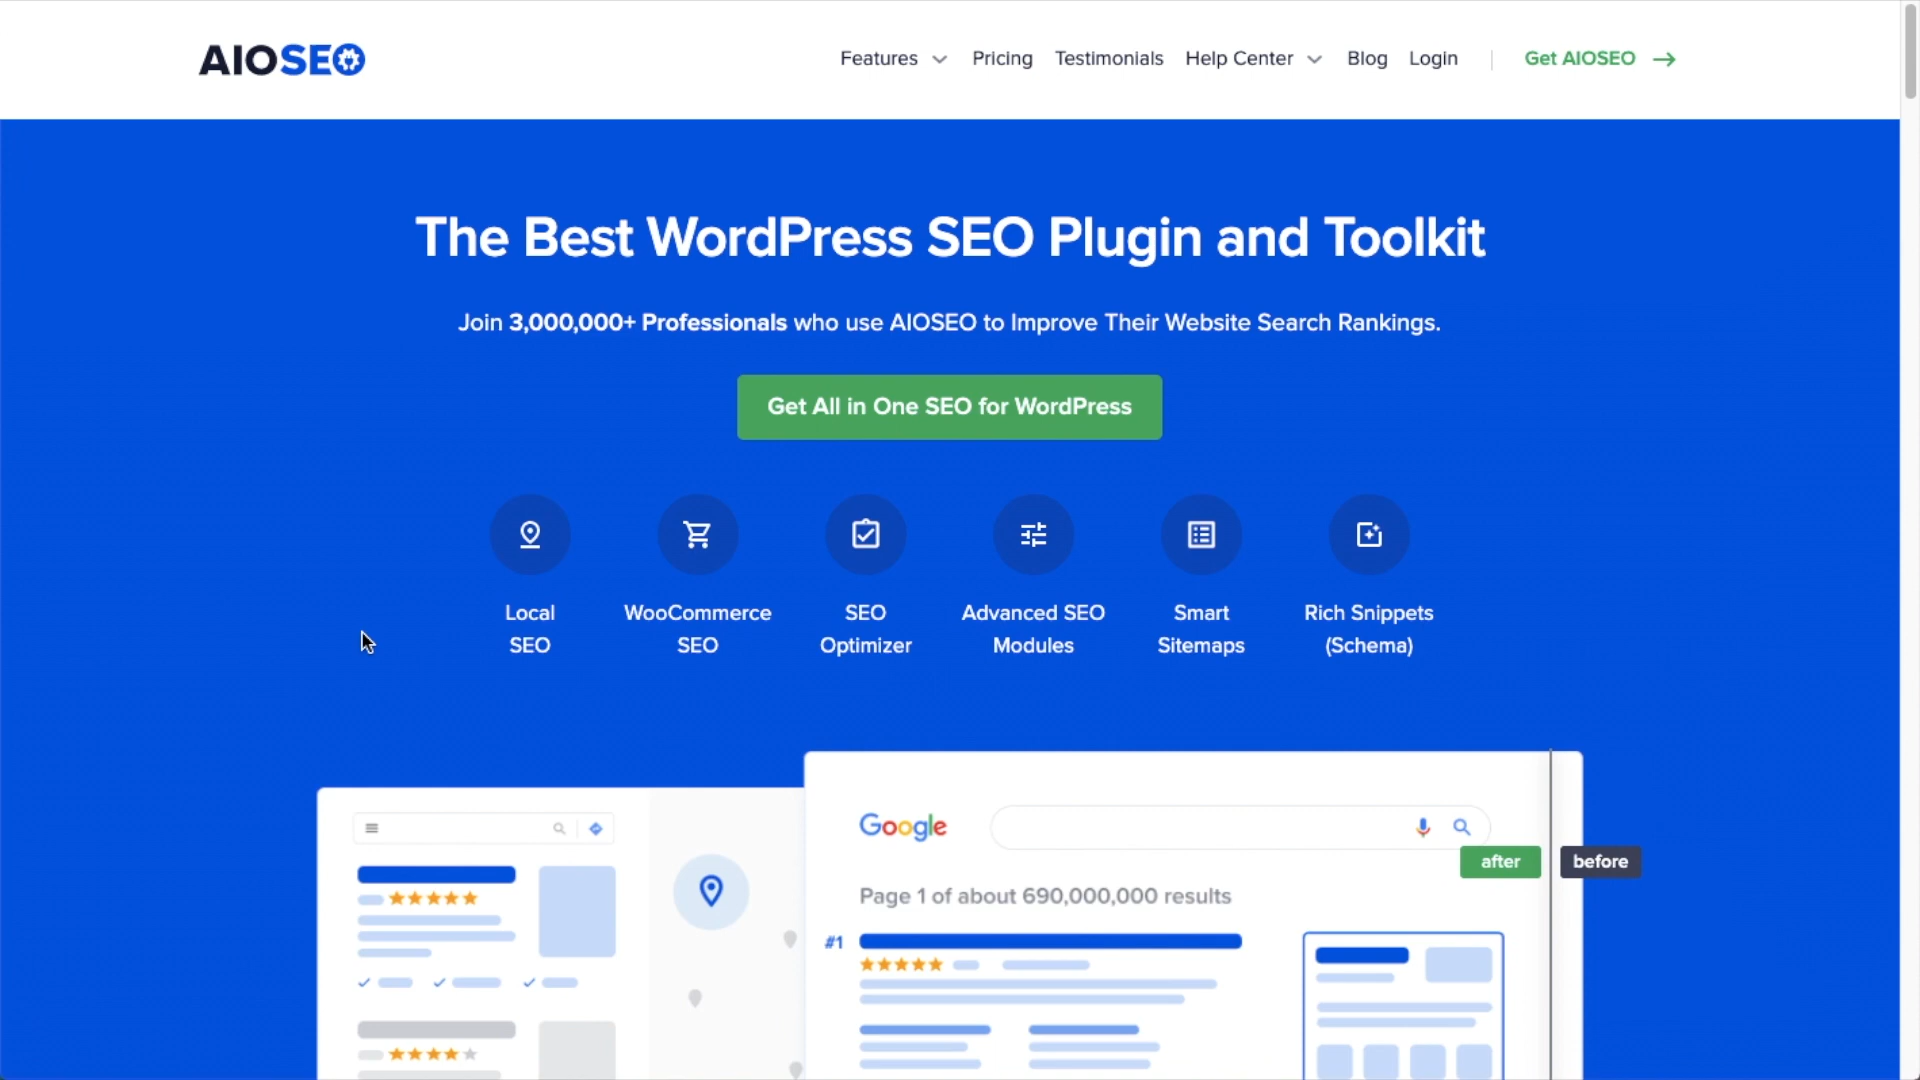 AIOSEO
Features Pricing Testimonials Help Center Blog Login Get AIOSEO
The Best WordPress SEO Plugin and Toolkit
Join 3,000,000+ Professionals who use AIOSEO to Improve Their Website Search Rankings.
Get All in One SEO for WordPress
Local
SEO
WooCommerce
SEO
SEO
Optimizer
Advanced SEO
Modules
Smart
Sitemaps
Rich Snippets
(Schema)
Google
after
before
Page 1 of about 690,000,000 results
#1